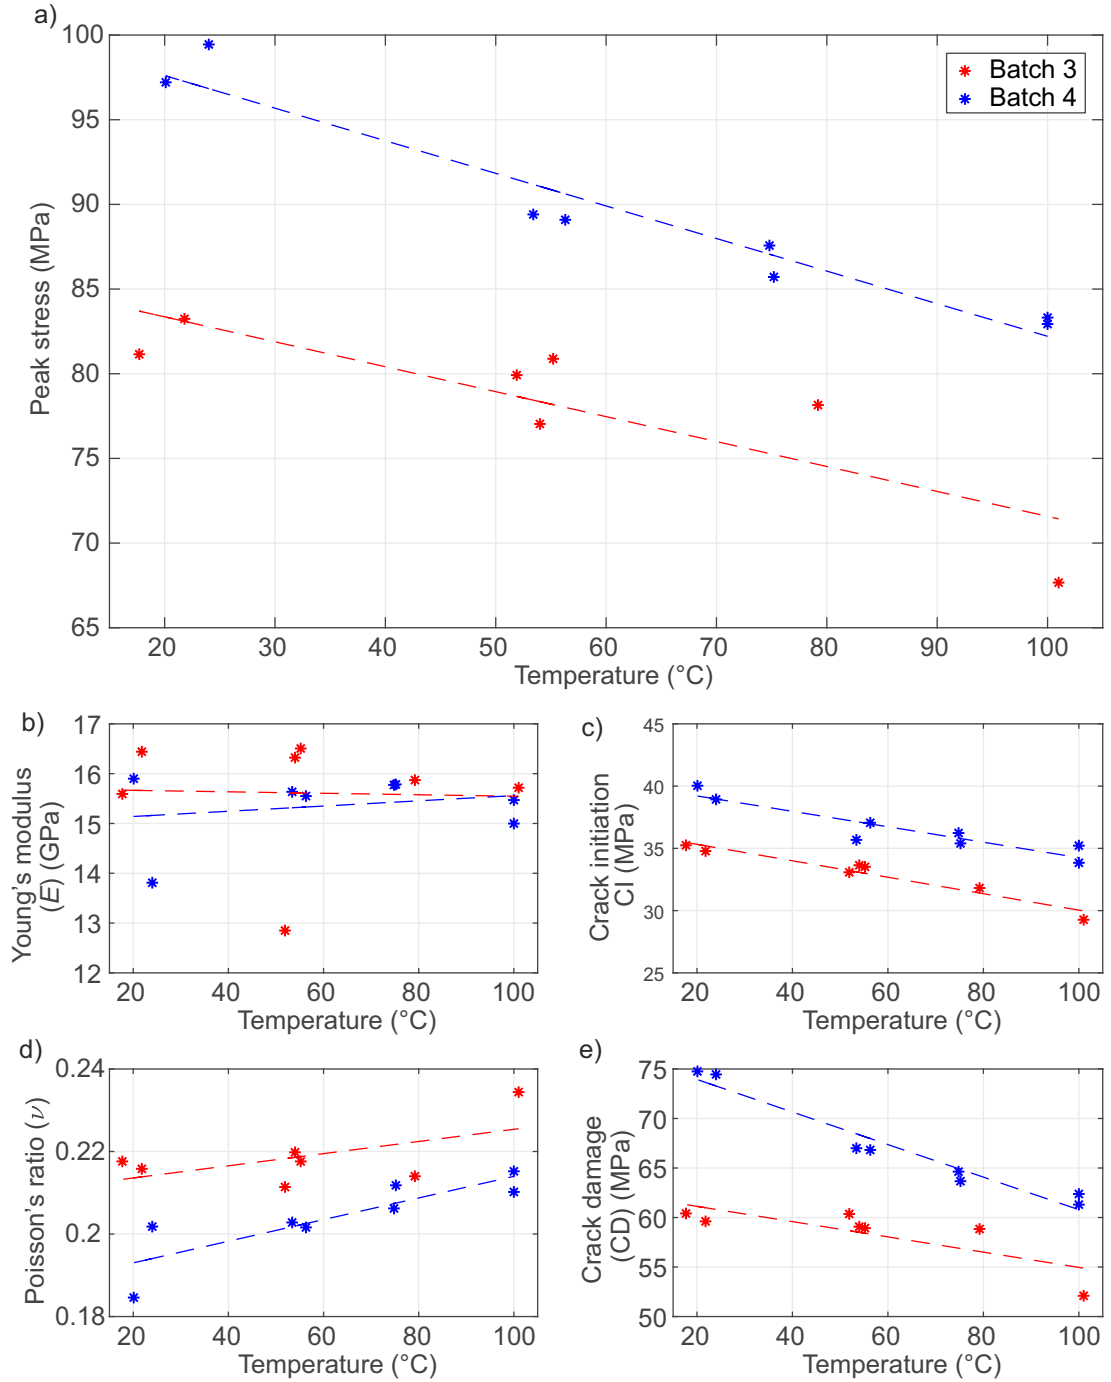 a)
100
95
90
85
80
75
70
65
Peak stress (MPa)
Batch 3
Batch 4
20 30 40 50 60 70 80 90 100
Temperature (°C)
b)
17
16
15
14
13
12
Young's modulus
(E) (GPa)
20 40 60 80 100
Temperature (°C)
c)
45
40
35
30
25
Crack initiation
CI (MPa)
20 40 60 80 100
Temperature (°C)
d)
0.24
0.22
0.2
0.18
Poisson's ratio (ν)
20 40 60 80 100
Temperature (°C)
e)
75
70
65
60
55
50
Crack damage
(CD) (MPa)
20 40 60 80 100
Temperature (°C)